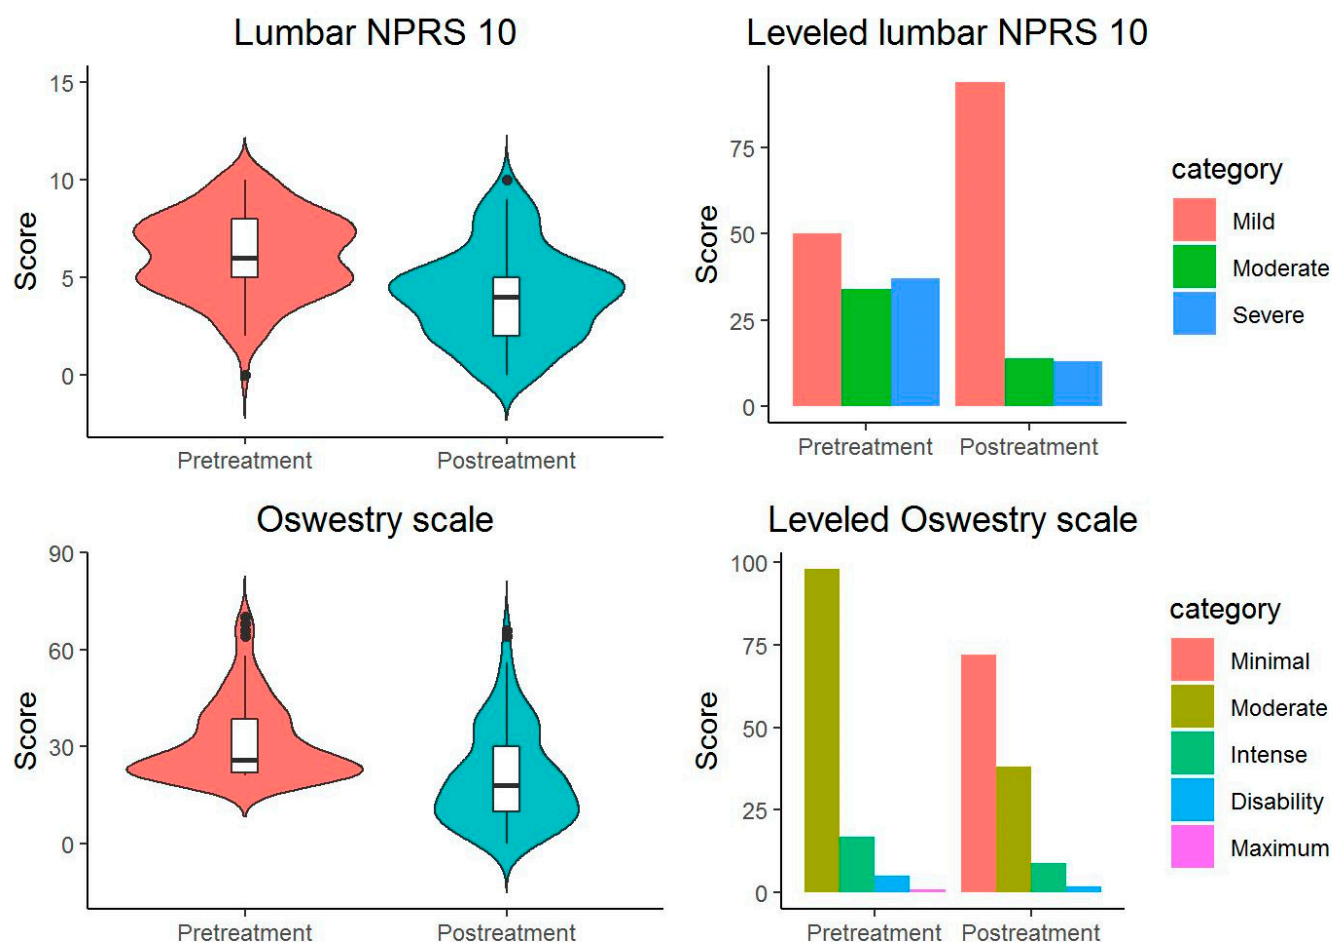 Lumbar NPRS 10
Score
15
10
5
0
Pretreatment
Postreatment
Leveled lumbar NPRS 10
Score
75
50
25
0
Pretreatment
Postreatment
category
Mild
Moderate
Severe
Oswestry scale
Score
90
60
30
0
Pretreatment
Postreatment
Leveled Oswestry scale
Score
100
75
50
25
0
Pretreatment
Postreatment
category
Minimal
Moderate
Intense
Disability
Maximum